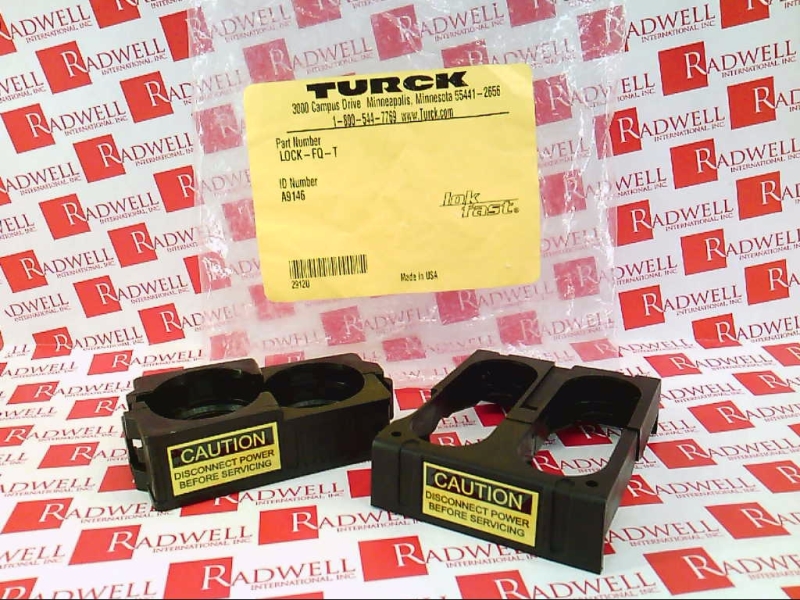 TURCK
3000 Campus Drive Minneapolis, Minnesota 55441-2656
1-800-544-7769 www.Turck.com
Part Number
LOCK-FQ-T
ID Number
A9146
lok
fast®
29120
Made in USA
CAUTION
DISCONNECT POWER
BEFORE SERVICING
CAUTION
DISCONNECT POWER
BEFORE SERVICING
R
RADWELL
INTERNATIONAL, INC.